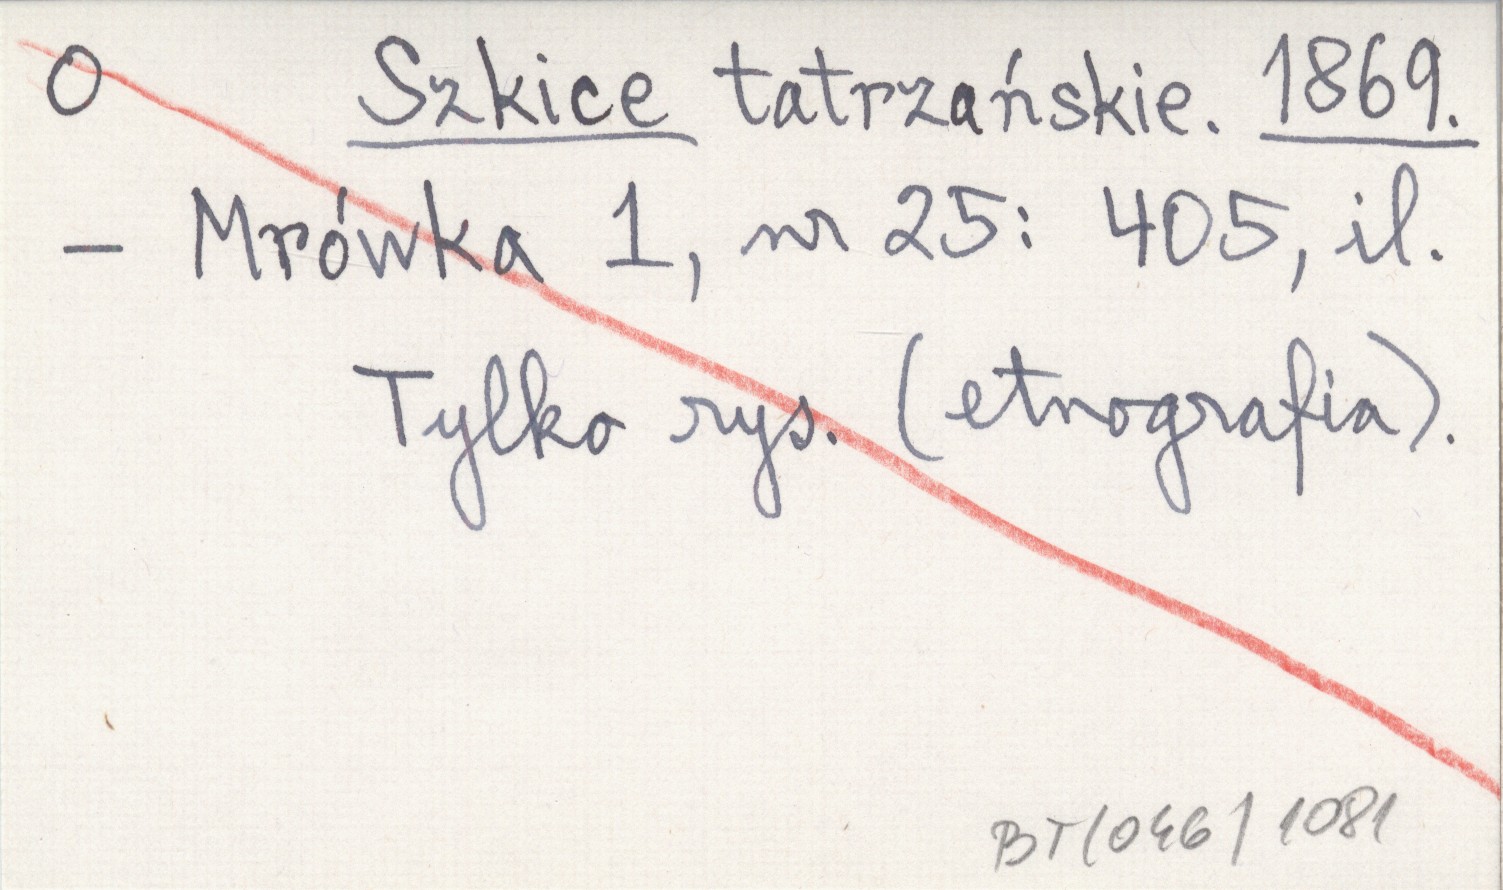 O Szkice tatrzańskie. 1869.
— Mrówka 1, nr 25: 405, il.
Tylko rys. (etnografia).
BT(046) 1081